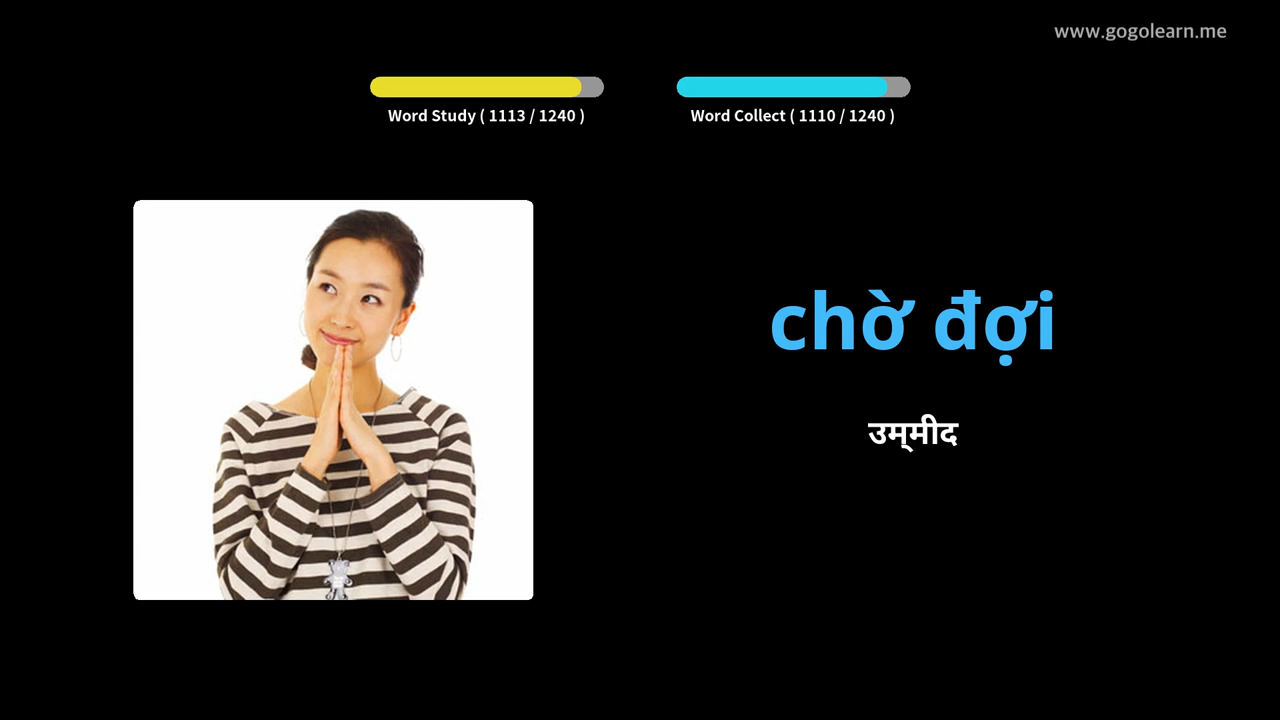 www.gogolearn.me
Word Study ( 1113 / 1240 )
Word Collect ( 1110 / 1240 )
chờ đợi
उम्‌मीद